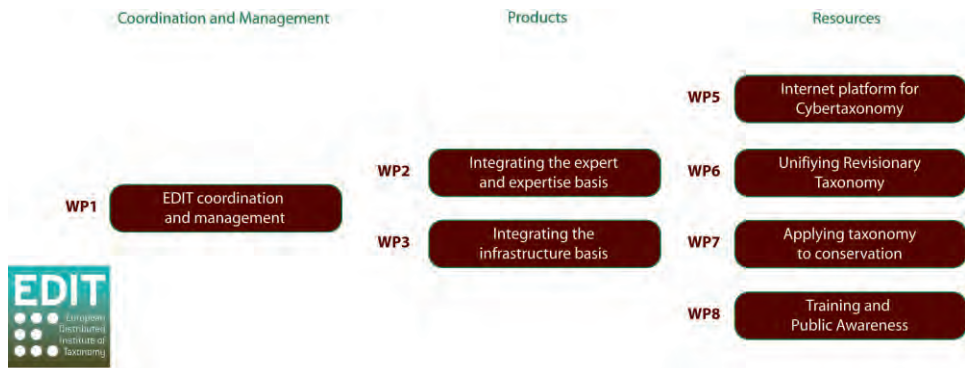 Coordination and Management
Products
Resources
WP5
Internet platform for
Cybertaxonomy
WP2
Integrating the expert
and expertise basis
WP6
Unifiying Revisionary
Taxonomy
WP1
EDIT coordination
and management
WP3
Integrating the
infrastructure basis
WP7
Applying taxonomy
to conservation
WP8
Training and
Public Awareness
EDIT
European
Distributed
Institute of
Taxonomy